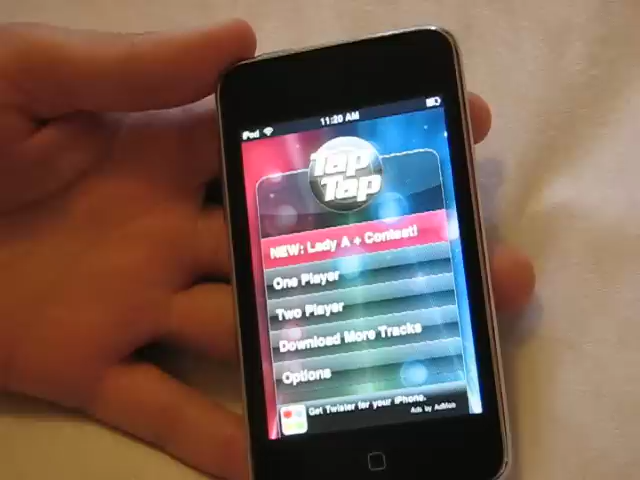 iPod 11:20 AM
Tap
Tap
NEW: Lady A + Contest!
One Player
Two Player
Download More Tracks
Options
Get Twister for your iPhone.
Ads by AdMob